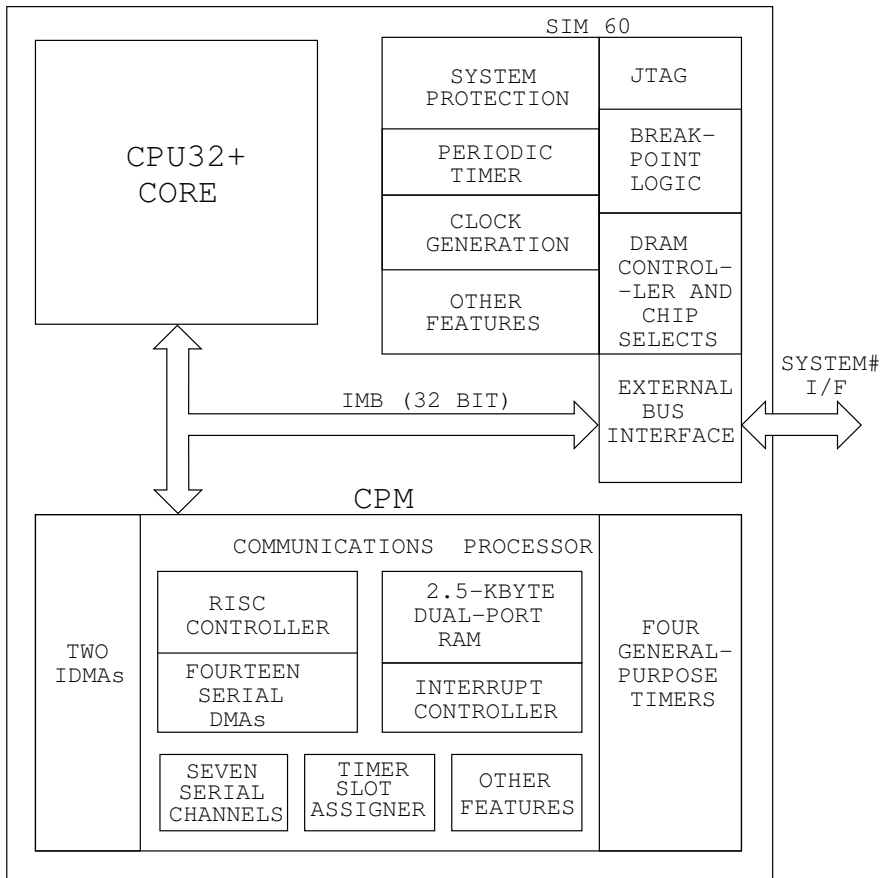 SIM 60
CPU32+
CORE
SYSTEM
PROTECTION
PERIODIC
TIMER
CLOCK
GENERATION
OTHER
FEATURES
JTAG
BREAK-
POINT
LOGIC
DRAM
CONTROL-
-LER AND
CHIP
SELECTS
EXTERNAL
BUS
INTERFACE
SYSTEM#
I/F
IMB (32 BIT)
CPM
TWO
IDMAs
COMMUNICATIONS PROCESSOR
RISC
CONTROLLER
FOURTEEN
SERIAL
DMAs
2.5-KBYTE
DUAL-PORT
RAM
INTERRUPT
CONTROLLER
SEVEN
SERIAL
CHANNELS
TIMER
SLOT
ASSIGNER
OTHER
FEATURES
FOUR
GENERAL-
PURPOSE
TIMERS